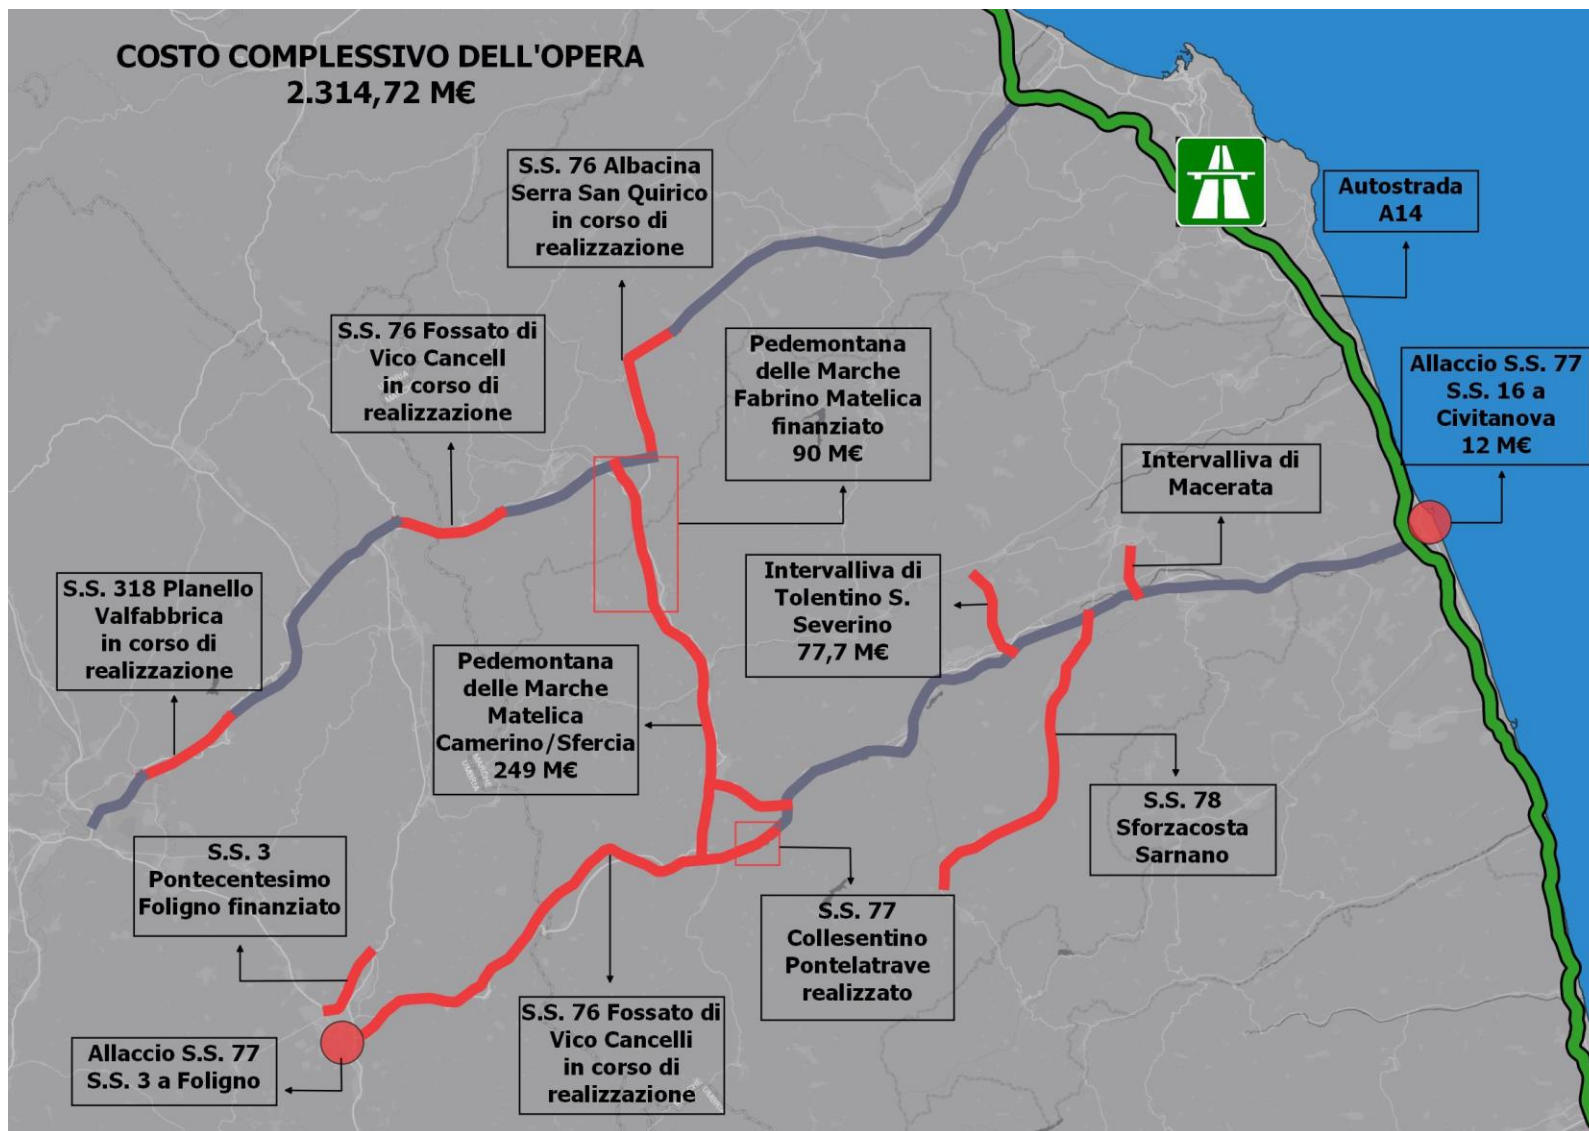 COSTO COMPLESSIVO DELL'OPERA
2.314,72 M€
S.S. 76 Albacina
Serra San Quirico
in corso di
realizzazione
Autostrada
A14
S.S. 76 Fossato di
Vico Cancell
in corso di
realizzazione
Pedemontana
delle Marche
Fabrino Matelica
finanziato
90 M€
Allaccio S.S. 77
S.S. 16 a
Civitanova
12 M€
Intervalliva di
Macerata
S.S. 318 Planello
Valfabbrica
in corso di
realizzazione
Intervalliva di
Tolentino S.
Severino
77,7 M€
Pedemontana
delle Marche
Matelica
Camerino/Sfercia
249 M€
MARCHE
UMBRIA
S.S. 78
Sforzacosta
Sarnano
S.S. 3
Pontecentesimo
Foligno finanziato
S.S. 77
Collesentino
Pontelatrave
realizzato
S.S. 76 Fossato di
Vico Cancelli
in corso di
realizzazione
Allaccio S.S. 77
S.S. 3 a Foligno